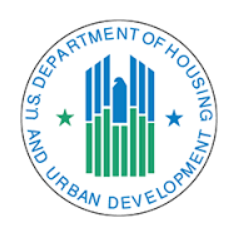 U.S. DEPARTMENT OF HOUSING
AND URBAN DEVELOPMENT